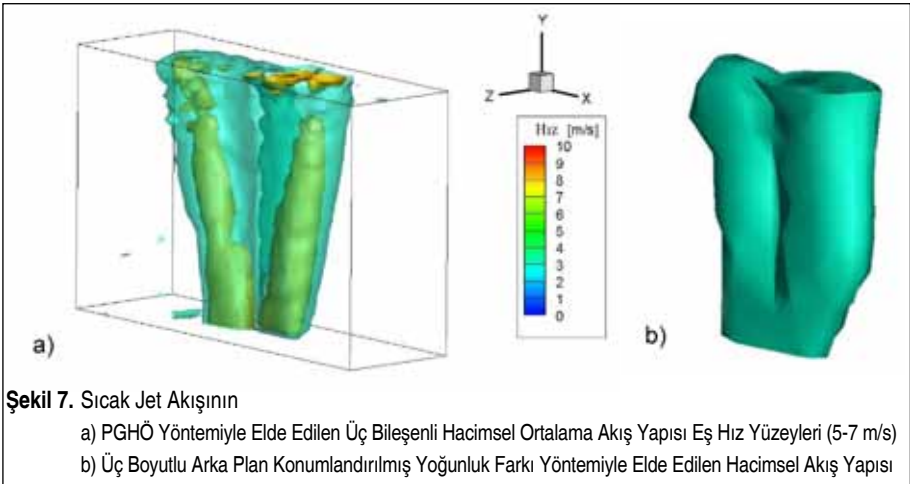 Y
Z
X
Hız [m/s]
10
9
8
7
6
5
4
3
2
1
0
a)
b)
Şekil 7. Sıcak Jet Akışının
a) PGHÖ Yöntemiyle Elde Edilen Üç Bileşenli Hacimsel Ortalama Akış Yapısı Eş Hız Yüzeyleri (5-7 m/s)
b) Üç Boyutlu Arka Plan Konumlandırılmış Yoğunluk Farkı Yöntemiyle Elde Edilen Hacimsel Akış Yapısı